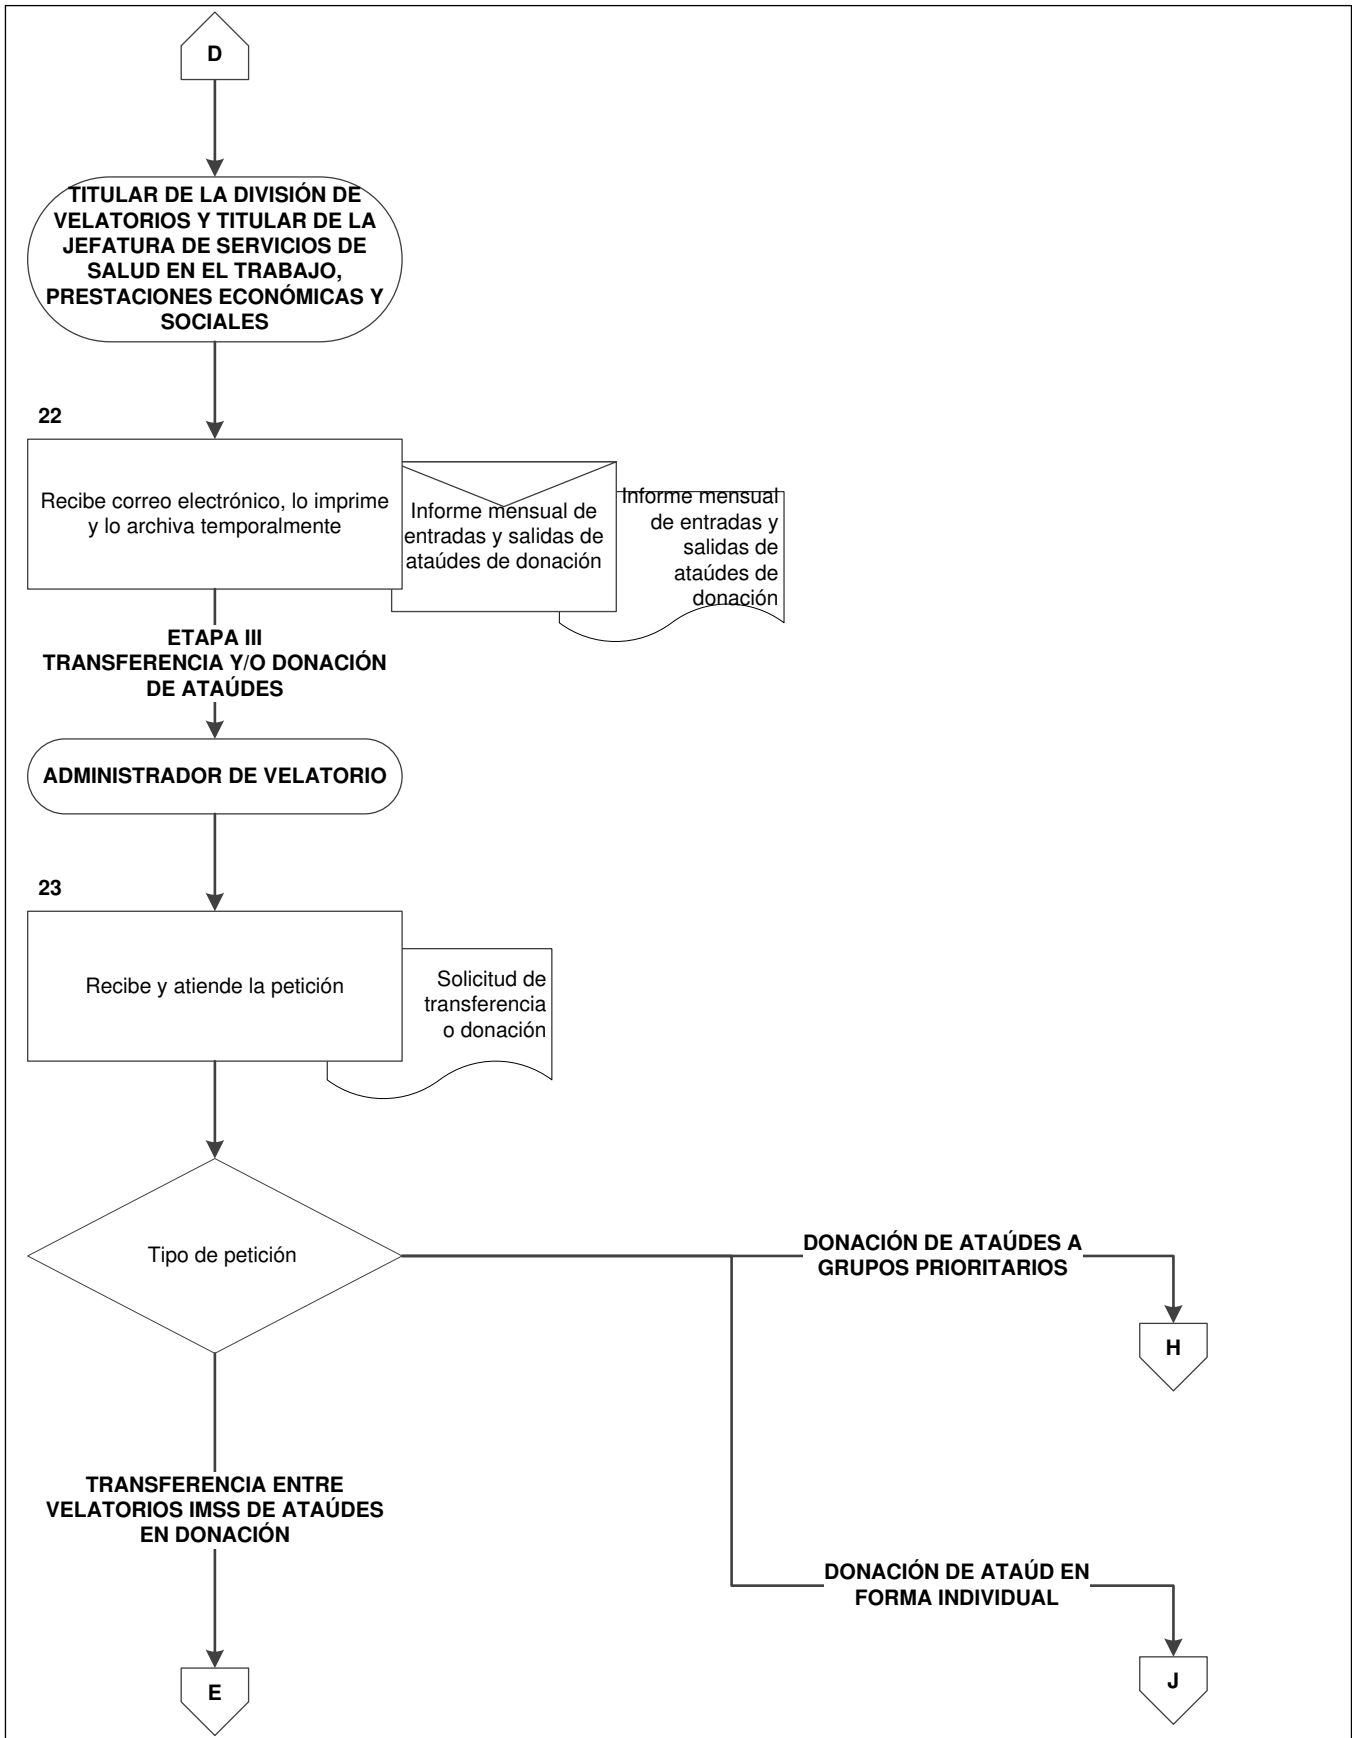 D
TITULAR DE LA DIVISIÓN DE
VELATORIOS Y TITULAR DE LA
JEFATURA DE SERVICIOS DE
SALUD EN EL TRABAJO,
PRESTACIONES ECONÓMICAS Y
SOCIALES
22
Recibe correo electrónico, lo imprime
y lo archiva temporalmente
Informe mensual de
entradas y salidas de
ataúdes de donación
Informe mensual
de entradas y
salidas de
ataúdes de
donación
ETAPA III
TRANSFERENCIA Y/O DONACIÓN
DE ATAÚDES
ADMINISTRADOR DE VELATORIO
23
Recibe y atiende la petición
Solicitud de
transferencia
o donación
Tipo de petición
DONACIÓN DE ATAÚDES A
GRUPOS PRIORITARIOS
H
TRANSFERENCIA ENTRE
VELATORIOS IMSS DE ATAÚDES
EN DONACIÓN
DONACIÓN DE ATAÚD EN
FORMA INDIVIDUAL
E
J